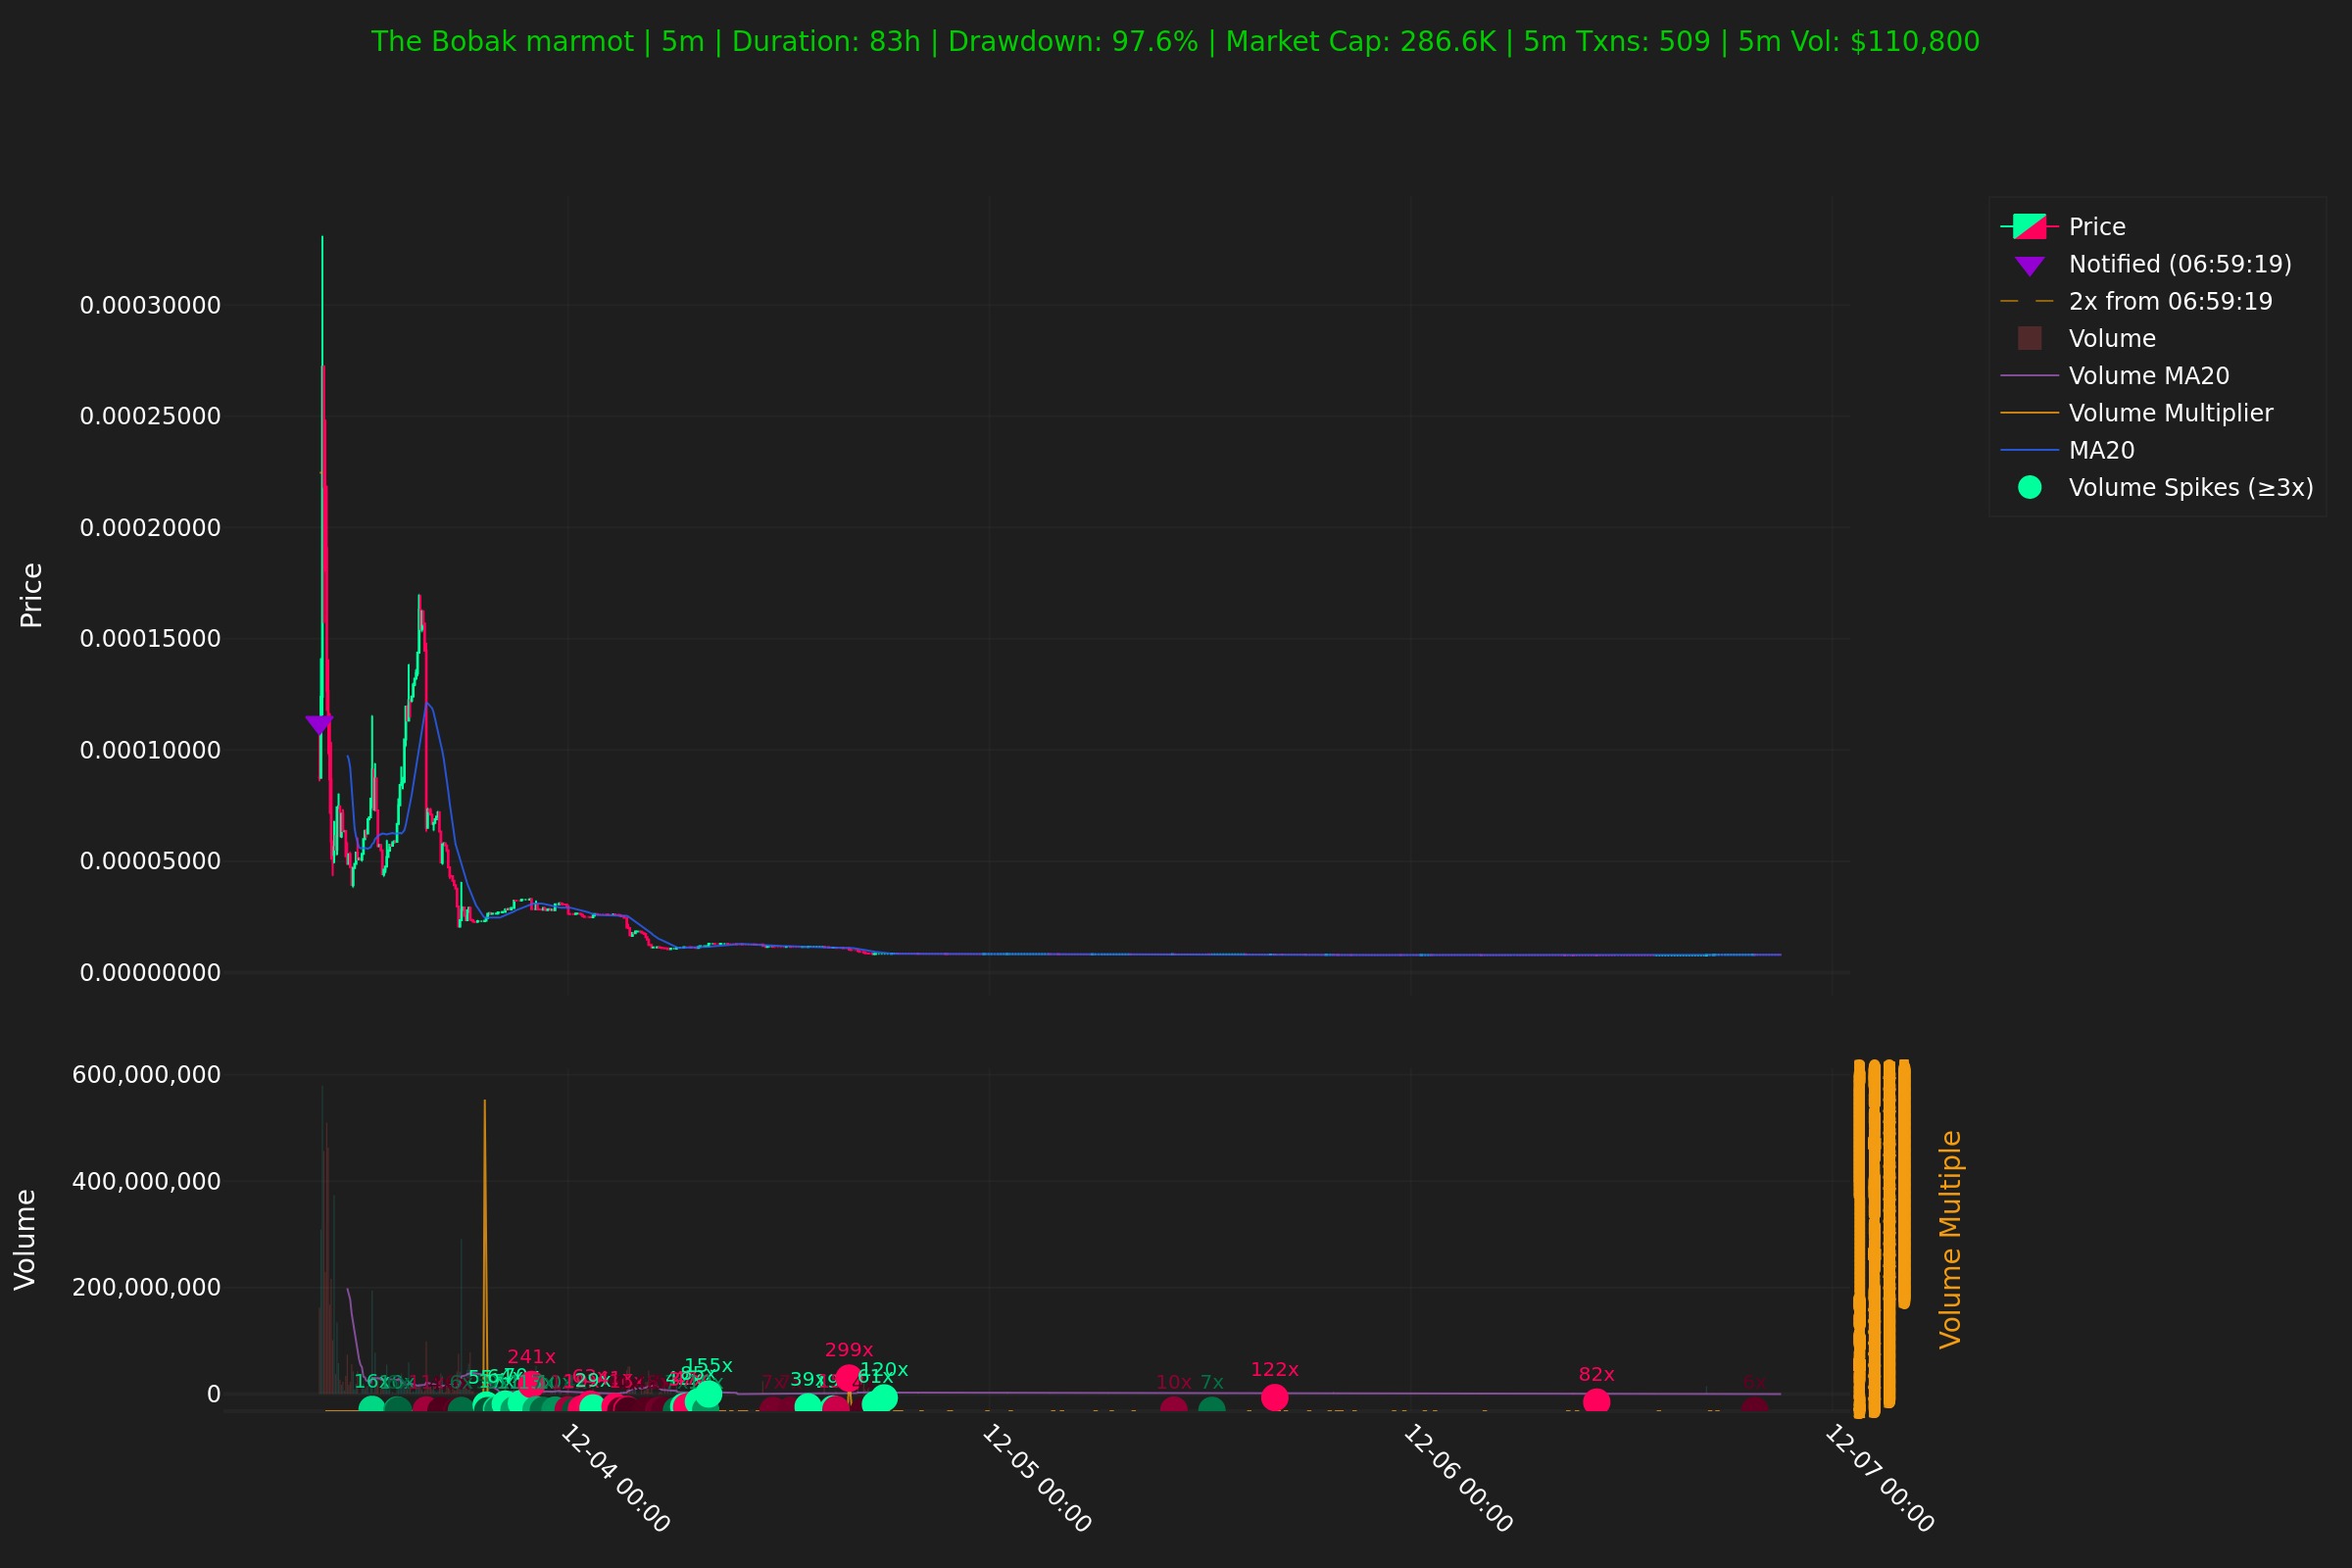 The Bobak marmot | 5m | Duration: 83h | Drawdown: 97.6% | Market Cap: 286.6K | 5m Txns: 509 | 5m Vol: $110,800
Price
0.00030000
0.00025000
0.00020000
0.00015000
0.00010000
0.00005000
0.00000000
Price
Notified (06:59:19)
2x from 06:59:19
Volume
Volume MA20
Volume Multiplier
MA20
Volume Spikes (≥3x)
Volume
600,000,000
400,000,000
200,000,000
0
Volume Multiple
241x
29x
155x
39x
299x
120x
61x
10x
7x
122x
82x
12-04 00:00
12-05 00:00
12-06 00:00
12-07 00:00